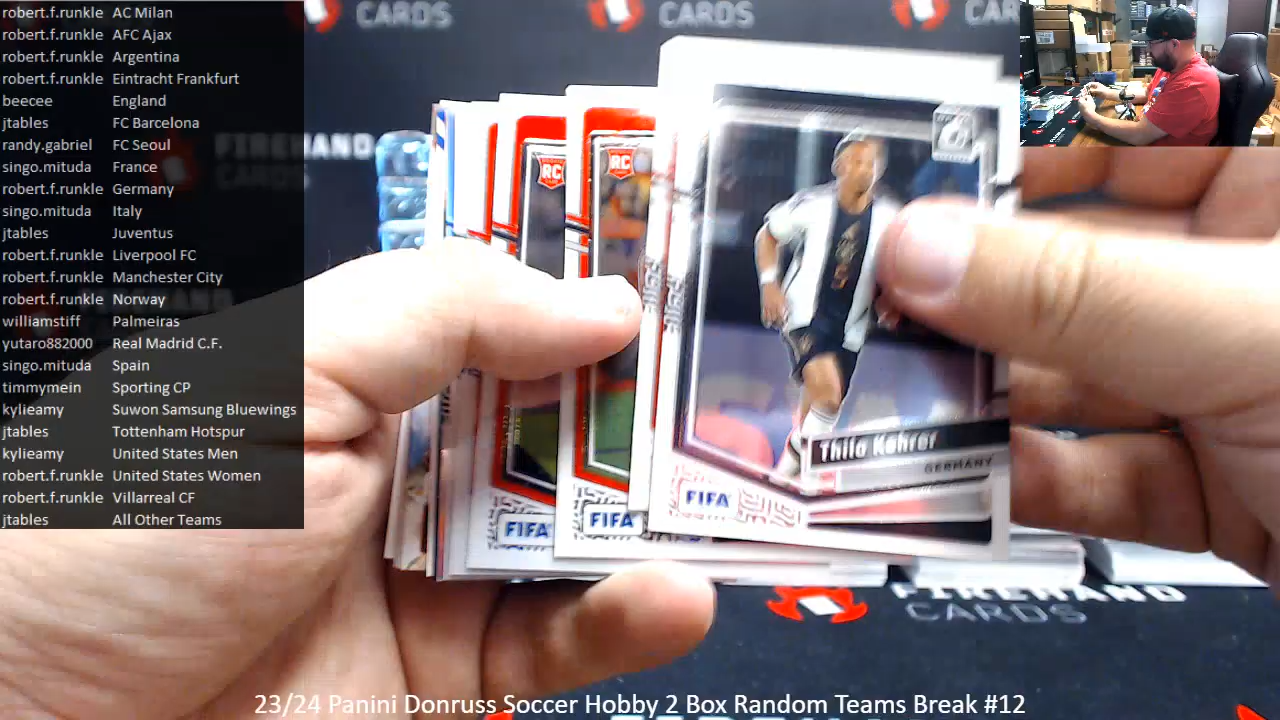 robert.f.runkle AC Milan
robert.f.runkle AFC Ajax
robert.f.runkle Argentina
robert.f.runkle Eintracht Frankfurt
beecee England
jtables FC Barcelona
randy.gabriel FC Seoul
singo.mituda France
robert.f.runkle Germany
singo.mituda Italy
jtables Juventus
robert.f.runkle Liverpool FC
robert.f.runkle Manchester City
robert.f.runkle Norway
williamstiff Palmeiras
yutaro882000 Real Madrid C.F.
singo.mituda Spain
timmymein Sporting CP
kylieamy Suwon Samsung Bluewings
jtables Tottenham Hotspur
kylieamy United States Men
robert.f.runkle United States Women
robert.f.runkle Villarreal CF
jtables All Other Teams
CARDS
CARDS
CAR
FIREHAND
CARDS
RC
RC
Thilo Kehrer
GERMANY
FIFA
FIFA
FIFA
FIREHAND
CARDS
23/24 Panini Donruss Soccer Hobby 2 Box Random Teams Break #12